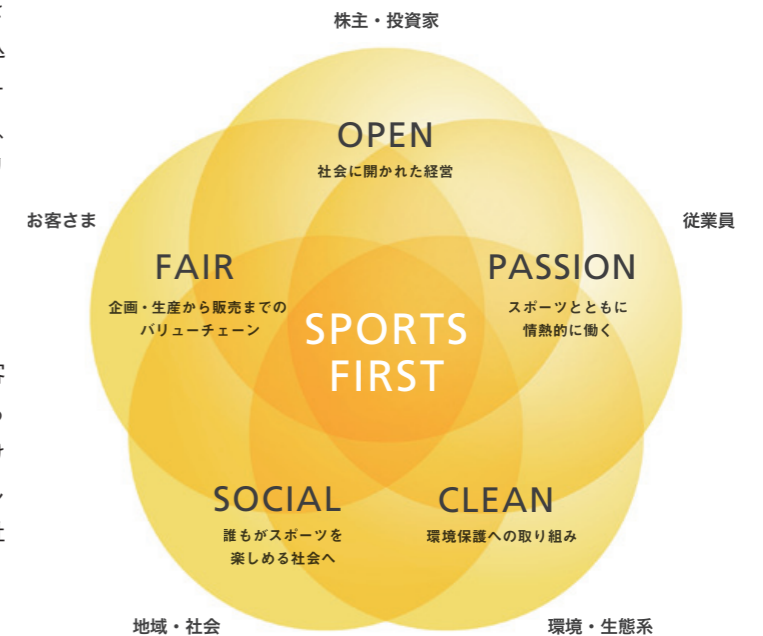 株主・投資家
OPEN
社会に開かれた経営
お客さま
従業員
FAIR
企画・生産から販売までの
バリューチェーン
PASSION
スポーツとともに
情熱的に働く
SPORTS
FIRST
SOCIAL
誰もがスポーツを
楽しめる社会へ
CLEAN
環境保護への取り組み
地域・社会
環境・生態系